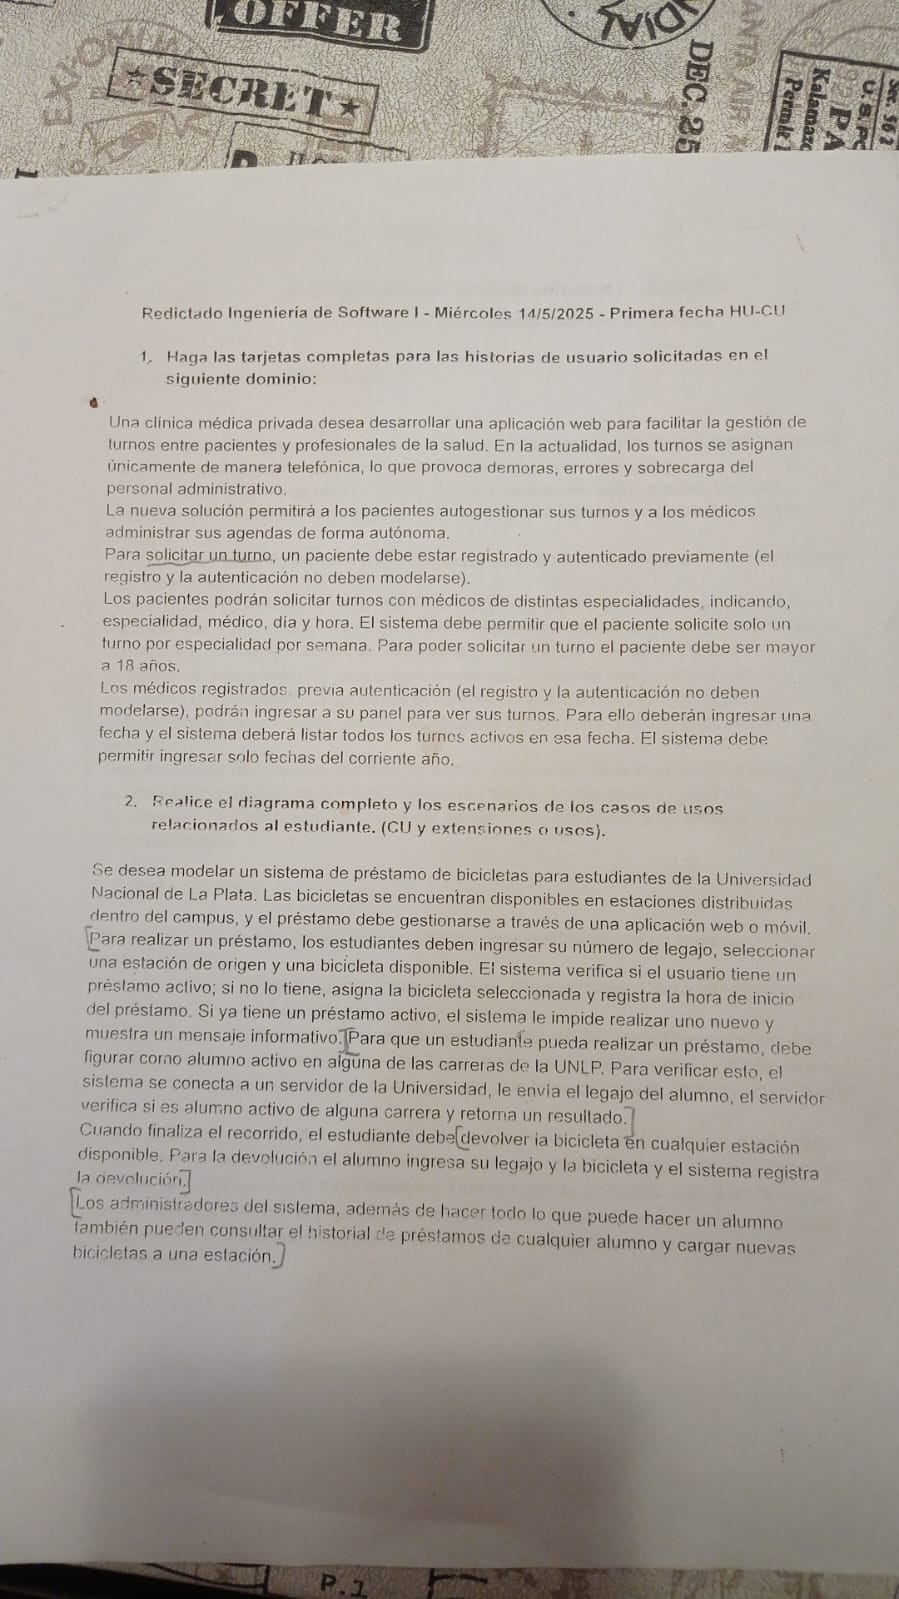 OFFER
★SECRET★
DEC. 25
Kalamazo
Permit 1
U.S. P
PA
Redictado Ingeniería de Software I - Miércoles 14/5/2025 - Primera fecha HU-CU
1. Haga las tarjetas completas para las historias de usuario solicitadas en el
siguiente dominio:
Una clínica médica privada desea desarrollar una aplicación web para facilitar la gestión de
turnos entre pacientes y profesionales de la salud. En la actualidad, los turnos se asignan
únicamente de manera telefónica, lo que provoca demoras, errores y sobrecarga del
personal administrativo.
La nueva solución permitirá a los pacientes autogestionar sus turnos y a los médicos
administrar sus agendas de forma autónoma.
Para solicitar un turno, un paciente debe estar registrado y autenticado previamente (el
registro y la autenticación no deben modelarse).
Los pacientes podrán solicitar turnos con médicos de distintas especialidades, indicando,
especialidad, médico, día y hora. El sistema debe permitir que el paciente solicite solo un
turno por especialidad por semana. Para poder solicitar un turno el paciente debe ser mayor
a 18 años.
Los médicos registrados, previa autenticación (el registro y la autenticación no deben
modelarse), podrán ingresar a su panel para ver sus turnos. Para ello deberán ingresar una
fecha y el sistema deberá listar todos los turnos activos en esa fecha. El sistema debe
permitir ingresar solo fechas del corriente año.
2. Realice el diagrama completo y los escenarios de los casos de usos
relacionados al estudiante. (CU y extensiones o usos).
Se desea modelar un sistema de préstamo de bicicletas para estudiantes de la Universidad
Nacional de La Plata. Las bicicletas se encuentran disponibles en estaciones distribuidas
dentro del campus, y el préstamo debe gestionarse a través de una aplicación web o móvil.
Para realizar un préstamo, los estudiantes deben ingresar su número de legajo, seleccionar
una estación de origen y una bicicleta disponible. El sistema verifica si el usuario tiene un
préstamo activo; si no lo tiene, asigna la bicicleta seleccionada y registra la hora de inicio
del préstamo. Si ya tiene un préstamo activo, el sistema le impide realizar uno nuevo y
muestra un mensaje informativo. Para que un estudiante pueda realizar un préstamo, debe
figurar como alumno activo en alguna de las carreras de la UNLP. Para verificar esto, el
sistema se conecta a un servidor de la Universidad, le envía el legajo del alumno, el servidor
verifica si es alumno activo de alguna carrera y retorna un resultado.
Cuando finaliza el recorrido, el estudiante debe devolver la bicicleta en cualquier estación
disponible. Para la devolución el alumno ingresa su legajo y la bicicleta y el sistema registra
la devolución.
Los administradores del sistema, además de hacer todo lo que puede hacer un alumno
también pueden consultar el historial de préstamos de cualquier alumno y cargar nuevas
bicicletas a una estación.
P.1